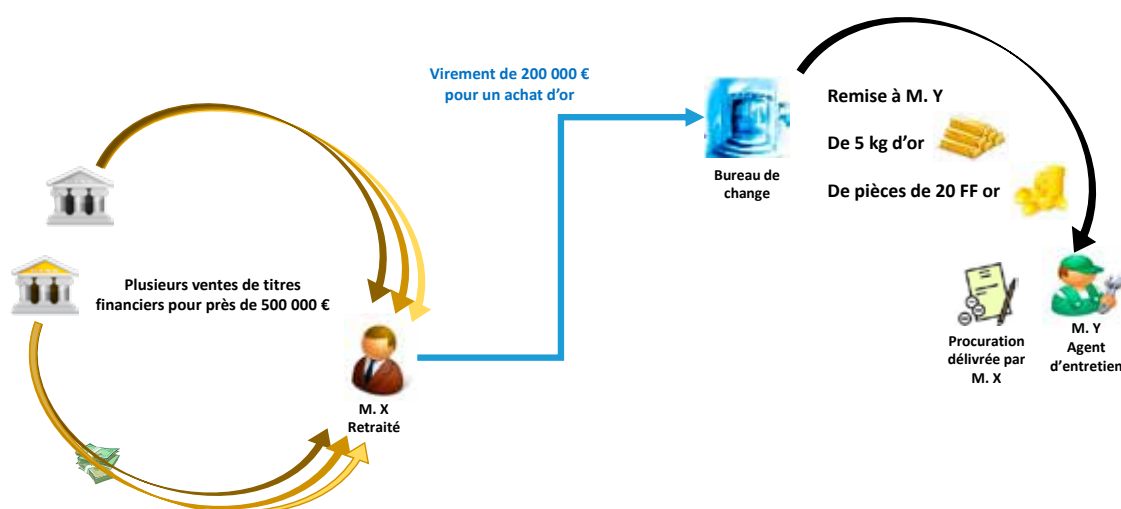 Virement de 200 000 €
pour un achat d'or
Remise à M. Y
De 5 kg d'or
De pièces de 20 FF or
Bureau de
change
Plusieurs ventes de titres
financiers pour près de 500 000 €
M. X
Retraité
Procuration
délivrée par
M. X
M. Y
Agent
d'entretien